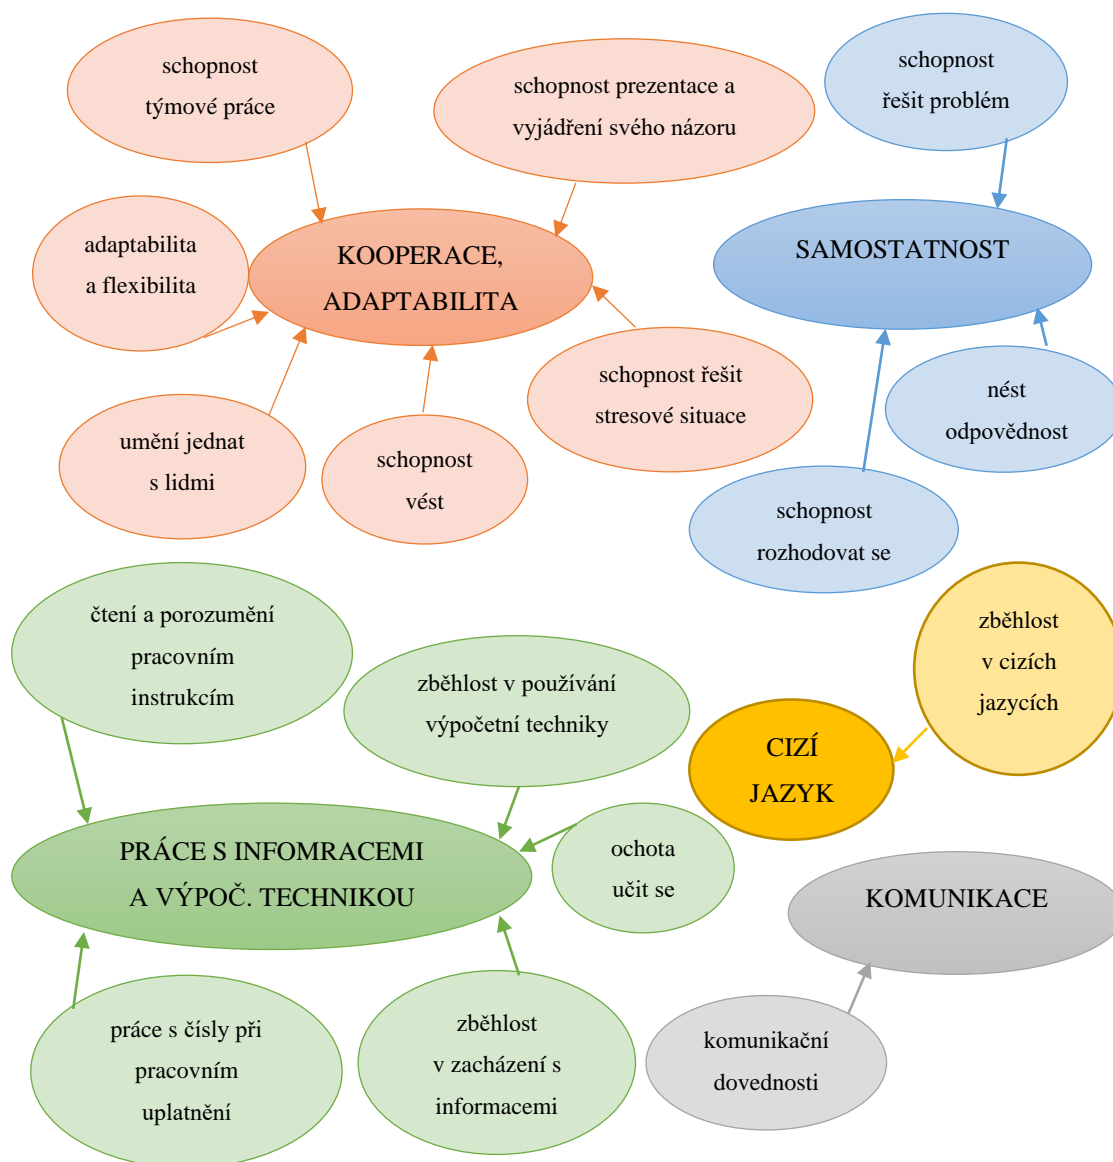 schopnost
týmové práce
schopnost prezentace a
vyjádření svého názoru
schopnost
řešit problém
adaptabilita
a flexibilita
KOOPERACE,
ADAPTABILITA
SAMOSTATNOST
schopnost řešit
stresové situace
nést
odpovědnost
umění jednat
s lidmi
schopnost
vést
schopnost
rozhodovat se
čtení a porozumění
pracovním
instrukcím
zběhlost v používání
výpočetní techniky
zběhlost
v cizích
jazycích
CIZÍ
JAZYK
PRÁCE S INFOMRACEMI
A VÝPOČ. TECHNIKOU
ochota
učit se
KOMUNIKACE
práce s čísly při
pracovním
uplatnění
zběhlost
v zacházení s
informacemi
komunikační
dovednosti